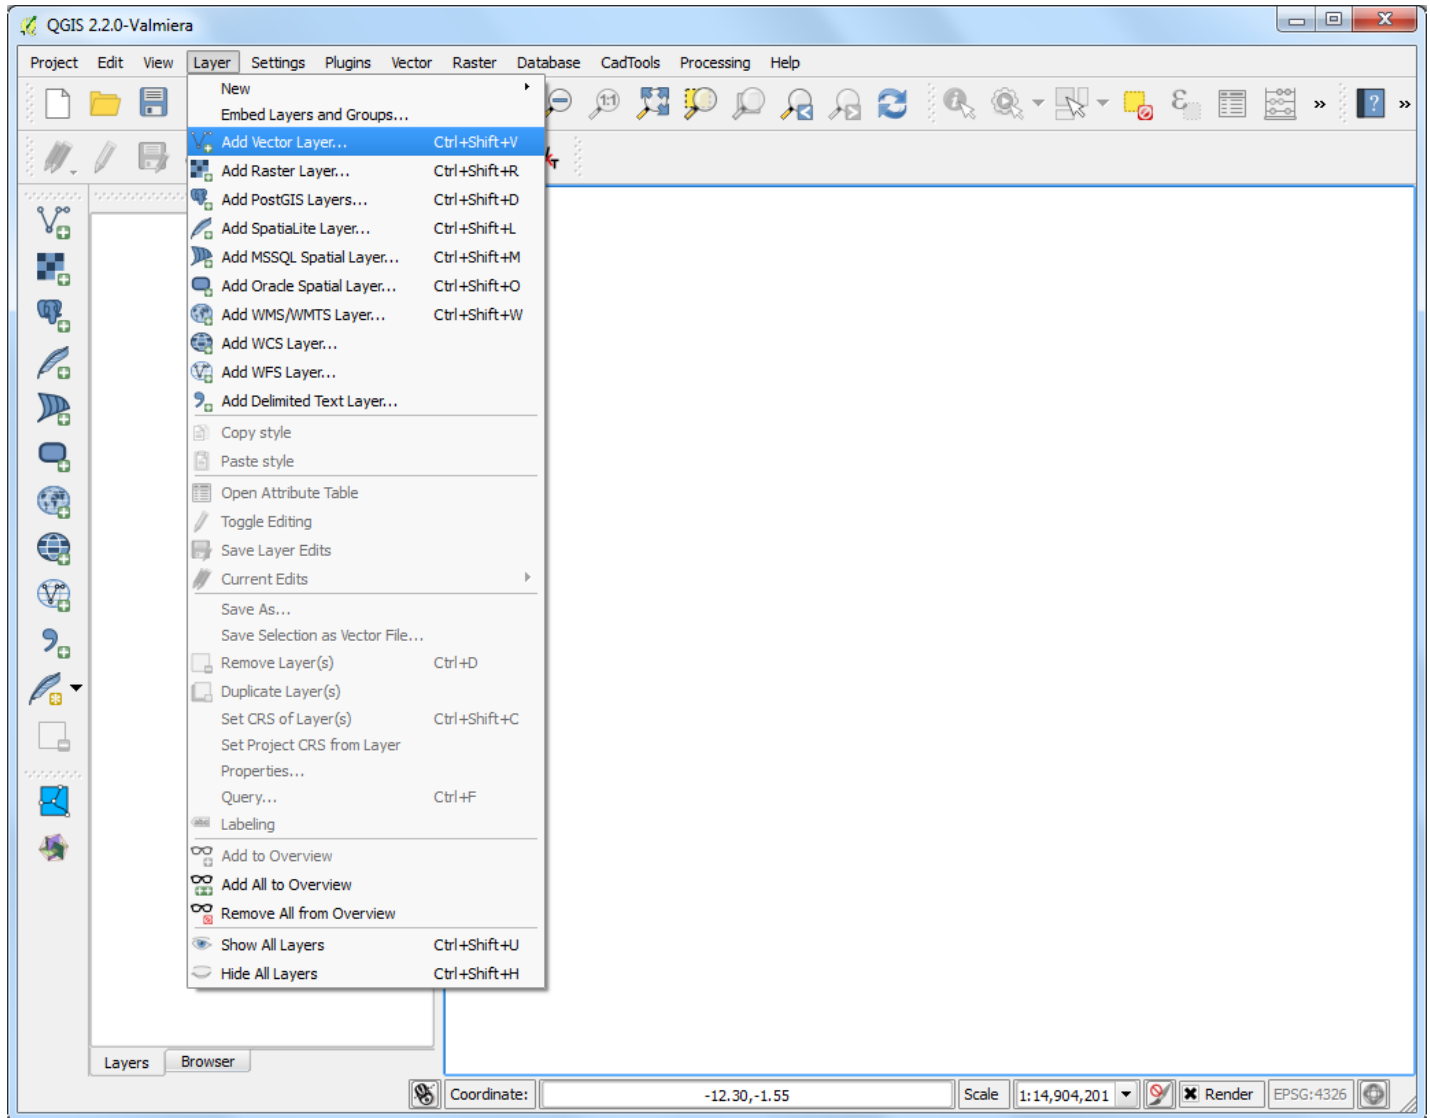 QGIS 2.2.0-Valmiera
Project Edit View Layer Settings Plugins Vector Raster Database CadTools Processing Help
New
Embed Layers and Groups...
Add Vector Layer... Ctrl+Shift+V
Add Raster Layer... Ctrl+Shift+R
Add PostGIS Layers... Ctrl+Shift+D
Add SpatiaLite Layer... Ctrl+Shift+L
Add MSSQL Spatial Layer... Ctrl+Shift+M
Add Oracle Spatial Layer... Ctrl+Shift+O
Add WMS/WMTS Layer... Ctrl+Shift+W
Add WCS Layer...
Add WFS Layer...
Add Delimited Text Layer...
Copy style
Paste style
Open Attribute Table
Toggle Editing
Save Layer Edits
Current Edits
Save As...
Save Selection as Vector File...
Remove Layer(s) Ctrl+D
Duplicate Layer(s)
Set CRS of Layer(s) Ctrl+Shift+C
Set Project CRS from Layer
Properties...
Query... Ctrl+F
Labeling
Add to Overview
Add All to Overview
Remove All from Overview
Show All Layers Ctrl+Shift+U
Hide All Layers Ctrl+Shift+H
Layers Browser
Coordinate: -12.30,-1.55 Scale 1:14,904,201 Render EPSG:4326